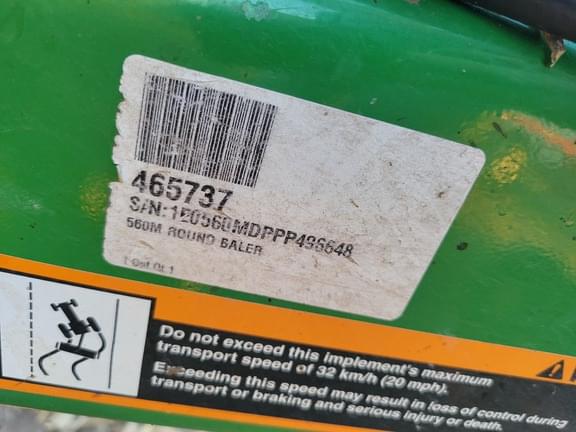 465737
S/N:1E0560MDPPP496648
560M ROUND BALER
1 Out Of 1
Do not exceed this implement's maximum
transport speed of 32 km/h (20 mph).
Exceeding this speed may result in loss of control during
transport or braking and serious injury or death.